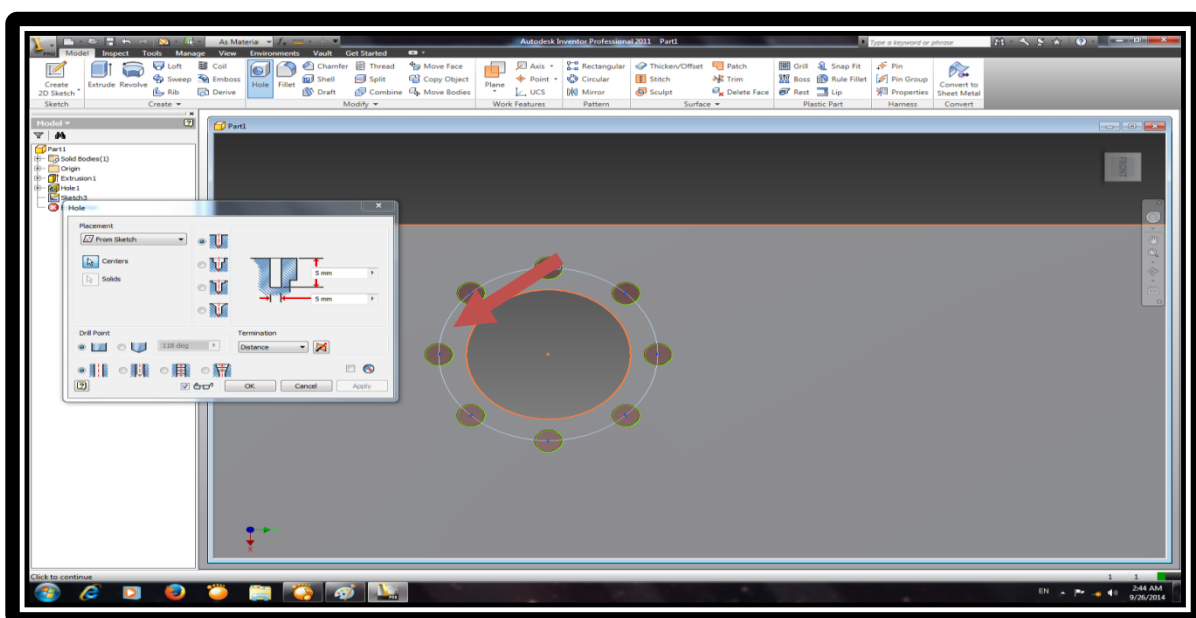 As Material
Autodesk Inventor Professional 2011 Part1
Type a keyword or phrase
PRO Model Inspect Tools Manage View Environments Vault Get Started
Create 2D Sketch
Extrude Revolve
Loft
Sweep
Rib
Coil
Emboss
Derive
Hole
Fillet
Chamfer
Shell
Draft
Thread
Split
Combine
Move Face
Copy Object
Move Bodies
Plane
Axis
Point
UCS
Rectangular
Circular
Mirror
Thicken/Offset
Stitch
Sculpt
Patch
Trim
Delete Face
Grill
Boss
Rest
Snap Fit
Rule Fillet
Lip
Pin
Pin Group
Properties
Convert to Sheet Metal
Sketch Create Modify Work Features Pattern Surface Plastic Part Harness Convert
Model
Part1
Solid Bodies(1)
Origin
Extrusion1
Hole1
Sketch3
Part1
FRONT
Hole
Placement
From Sketch
Centers
Solids
5 mm
5 mm
Drill Point
118 deg
Termination
Distance
OK Cancel Apply
X
Click to continue
1 1
PRO
EN
2:44 AM
9/26/2014